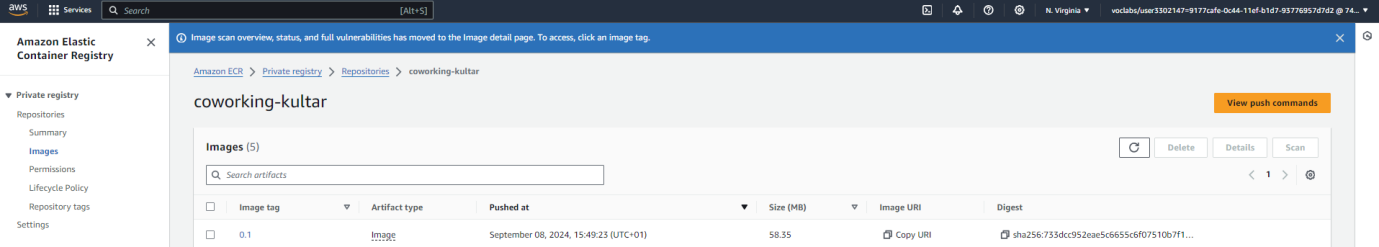 aws Services Search [Alt+S] N. Virginia voclabs/user3302147=9177cafe-0c44-11ef-b1d7-93776957d7d2 @ 74...
Amazon Elastic
Container Registry
Image scan overview, status, and full vulnerabilities has moved to the Image detail page. To access, click an image tag.
Amazon ECR > Private registry > Repositories > coworking-kultar
Private registry
Repositories
Summary
Images
Permissions
Lifecycle Policy
Repository tags
Settings
coworking-kultar
View push commands
Images (5)
Delete Details Scan
Search artifacts
1
Image tag Artifact type Pushed at Size (MB) Image URI Digest
0.1 Image September 08, 2024, 15:49:23 (UTC+01) 58.35 Copy URI sha256:733dcc952eae5c6655c6f07510b7f1...